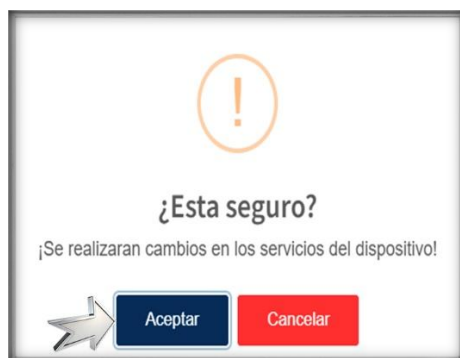 !
¿Esta seguro?
¡Se realizaran cambios en los servicios del dispositivo!
Aceptar Cancelar